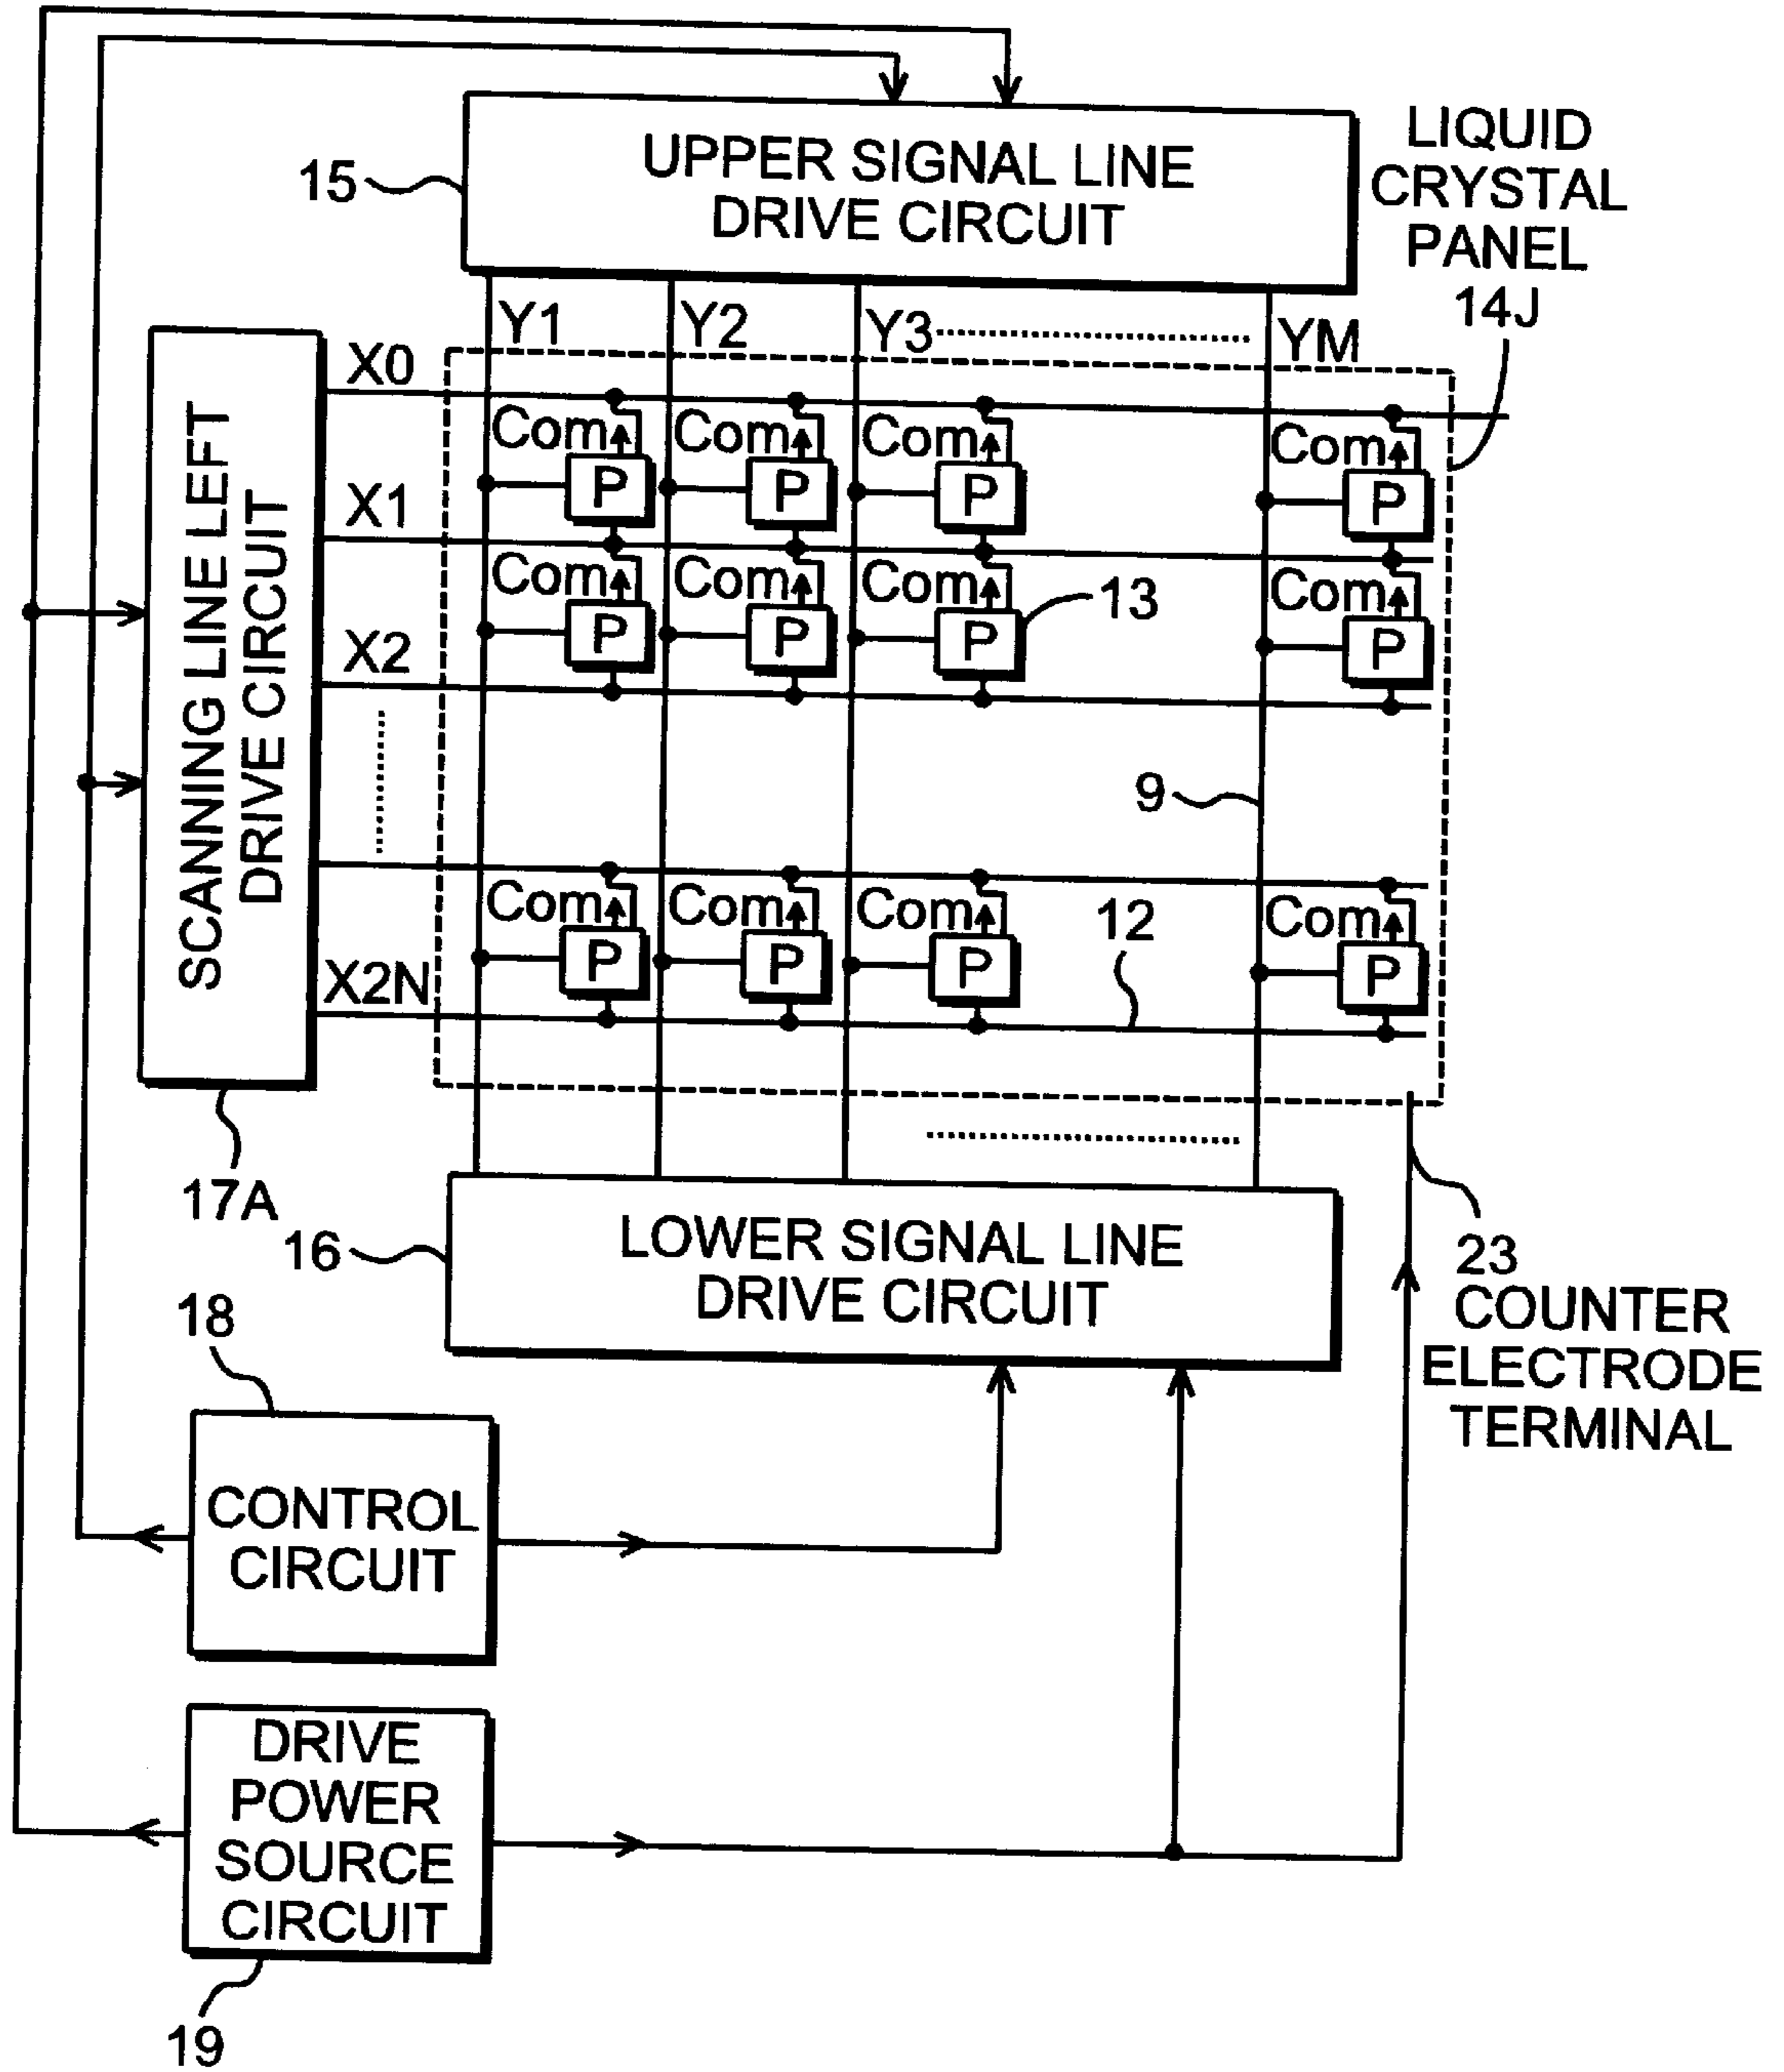 UPPER SIGNAL LINE
DRIVE CIRCUIT
15
LIQUID
CRYSTAL
PANEL
14J
Y1
Y2
Y3
YM
SCANNING LINE LEFT
DRIVE CIRCUIT
X0
Com
Com
Com
Com
P
P
P
P
X1
Com
Com
Com
Com
P
P
P
P
13
X2
9
Com
Com
Com
Com
P
P
P
P
12
X2N
17A
16
LOWER SIGNAL LINE
DRIVE CIRCUIT
23
COUNTER
ELECTRODE
TERMINAL
18
CONTROL
CIRCUIT
DRIVE
POWER
SOURCE
CIRCUIT
19